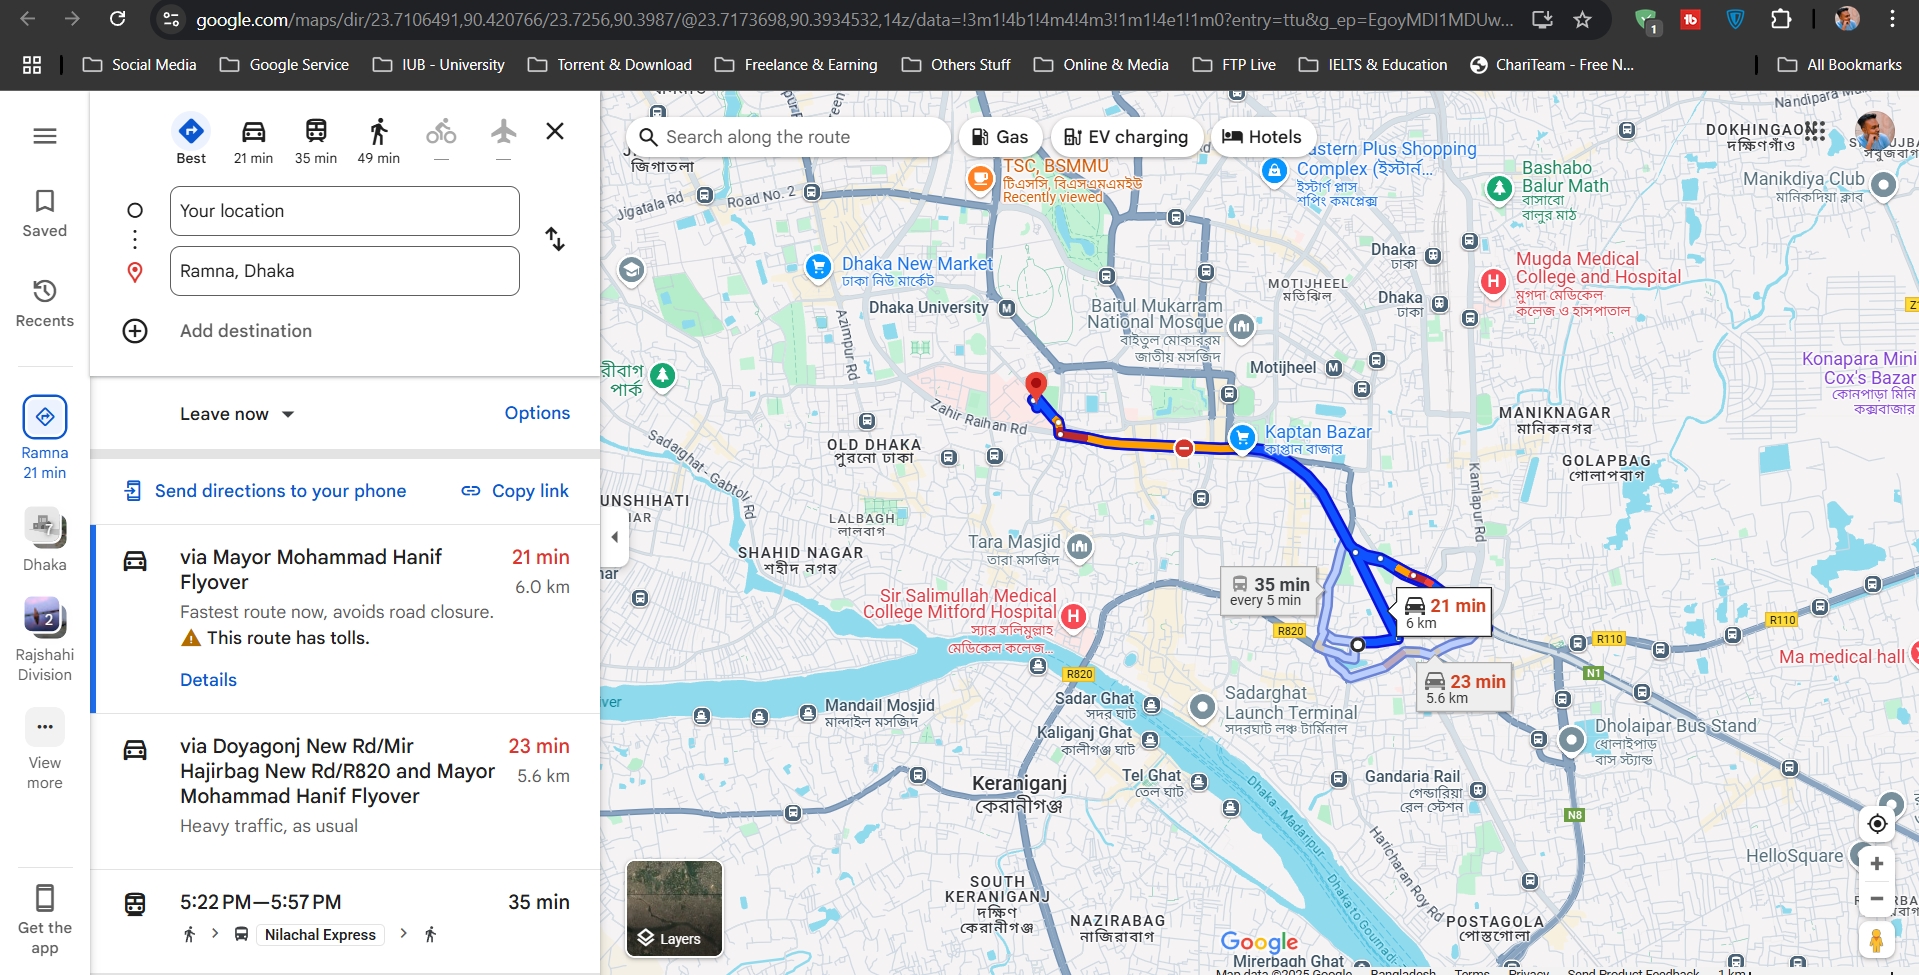 google.com/maps/dir/23.7106491,90.420766/23.7256,90.3987/@23.7173698,90.3934532,14z/data=!3m1!4b1!4m4!4m3!1m1!4e1!1m0?entry=ttu&g_ep=EgoyMDI1MDUw...
1
Social Media
Google Service
IUB - University
Torrent & Download
Freelance & Earning
Others Stuff
Online & Media
FTP Live
IELTS & Education
ChariTeam - Free N...
All Bookmarks
Saved
Recents
Ramna
21 min
7
Dhaka
2
Rajshahi
Division
View
more
Get the
app
Best
21 min
35 min
49 min
—
—
Your location
Ramna, Dhaka
Add destination
Leave now
Options
Send directions to your phone
Copy link
via Mayor Mohammad Hanif
Flyover
21 min
6.0 km
Fastest route now, avoids road closure.
This route has tolls.
Details
via Doyagonj New Rd/Mir
Hajirbag New Rd/R820 and Mayor
Mohammad Hanif Flyover
23 min
5.6 km
Heavy traffic, as usual
5:22 PM—5:57 PM
35 min
Nilachal Express
Search along the route
Gas
EV charging
Hotels
জিগাতলা
Jigatala Rd
Road No. 2
TSC, BSMMU
টিএসসি, বিএসএমএমইউ
Recently viewed
Eastern Plus Shopping
Complex (ইস্টার্ন...
ইস্টার্ণ প্লাস
শপিং কমপ্লেক্স
Bashabo
Balur Math
বাসাবো
বালুর মাঠ
DOKHINGAON
দক্ষিণগাঁও
সবুজবাগ
Nandipara
Manikdiya Club
মানিকদিয়া ক্লাব
Dhaka New Market
ঢাকা নিউ মার্কেট
Dhaka University
M
Azimpur Rd
Baitul Mukarram
National Mosque
বাইতুল মোকাররম
জাতীয় মসজিদ
MOTIJHEEL
মতিঝিল
Dhaka
ঢাকা
Dhaka
ঢাকা
Mugda Medical
College and Hospital
মুগদা মেডিকেল
কলেজ ও হাসপাতাল
H
Motijheel
M
Konapara Mini
Cox's Bazar
কোনপাড়া মিনি
কক্সবাজার
রীবাগ
পার্ক
Zahir Raihan Rd
Kaptan Bazar
কাপ্তান বাজার
MANIKNAGAR
মানিকনগর
GOLAPBAG
গোলাপবাগ
Kamlapur Rd
OLD DHAKA
পুরনো ঢাকা
Sadarghat - Gabtoli Rd
LALBAGH
লালবাগ
SHAHID NAGAR
শহীদ নগর
Tara Masjid
তারা মসজিদ
Sir Salimullah Medical
College Mitford Hospital
স্যার সলিমুল্লাহ
মেডিকেল কলেজ...
H
35 min
every 5 min
21 min
6 km
23 min
5.6 km
R820
R110
R110
N1
R820
N8
Ma medical hall
Mandail Mosjid
মান্দাইল মসজিদ
Sadar Ghat
সদর ঘাট
Kaliganj Ghat
কালীগঞ্জ ঘাট
Tel Ghat
তেল ঘাট
Sadarghat
Launch Terminal
সদরঘাট লঞ্চ টার্মিনাল
Dholaipar Bus Stand
ধোলাইপাড়
বাস স্ট্যান্ড
Gandaria Rail
গেন্ডারিয়া
রেল স্টেশন
Keraniganj
কেরানীগঞ্জ
Dhaka - Madaripur
Haricharan Roy Rd
HelloSquare
SOUTH
KERANIGANJ
দক্ষিণ
কেরানীগঞ্জ
NAZIRABAG
নাজিরাবাগ
POSTAGOLA
পোস্তগোলা
Layers
Google
Mirerbagh Ghat
Map data ©2025 Google
Bangladesh
Terms
Privacy
Send Product Feedback
1 km